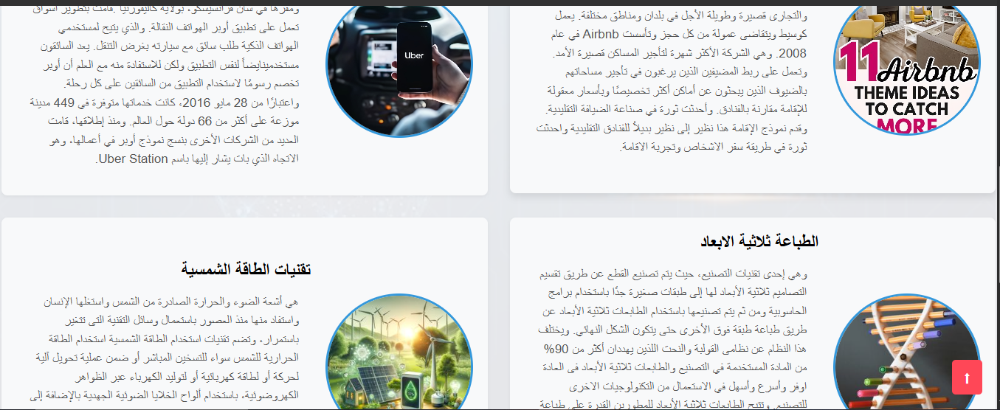 والتجارى قصيرة وطويلة الأجل في بلدان ومناطق مختلفة. يعمل
كوسيط ويتقاضى عمولة من كل حجز وتأسست Airbnb في عام
2008. وهي الشركة الأكثر شهرة لتأجير المساكن قصيرة الأمد.
وتعمل على ربط المضيفين الذين يرغبون في تأجير مساحاتهم
بالضيوف الذين يبحثون عن أماكن أكثر تخصيصًا وبأسعار معقولة
للإقامة مقارنة بالفنادق. وأحدثت ثورة في صناعة الضيافة التقليدية.
وقدم نموذج الإقامة هذا نظير إلى نظير بديلاً للفنادق التقليدية واحدثت
ثورة في طريقة سفر الاشخاص وتجربة الاقامة.
11 Airbnb
THEME IDEAS
TO CATCH
MORE
ومقرها في سان فرانسيسكو، بولاية كاليفورنيا .قامت بتطوير أسواق
تعمل على تطبيق أوبر الهواتف النقالة. والذي يتيح لمستخدمي
الهواتف الذكية طلب سائق مع سيارته بغرض التنقل. يعد السائقون
مستخدمينايضاً لنفس التطبيق ولكن للاستفادة منه مع العلم أن أوبر
تخصم رسومًا لاستخدام التطبيق من السائقين على كل رحلة.
واعتبارًا من 28 مايو 2016، كانت خدماتها متوفرة في 449 مدينة
موزعة على أكثر من 66 دولة حول العالم. ومنذ إطلاقها، قامت
العديد من الشركات الأخرى بنسج نموذج أوبر في أعمالها، وهو
الاتجاه الذي بات يشار إليها باسم Uber Station.
Uber
الطباعة ثلاثية الابعاد
وهي إحدى تقنيات التصنيع، حيث يتم تصنيع القطع عن طريق تقسيم
التصاميم ثلاثية الأبعاد لها إلى طبقات صغيرة جدًا باستخدام برامج
الحاسوبية ومن ثم يتم تصنيعها باستخدام الطابعات ثلاثية الأبعاد عن
طريق طباعة طبقة فوق الأخرى حتى يتكون الشكل النهائي. ويختلف
هذا النظام عن نظامى القولبة والنحت اللذين يهدران أكثر من 90%
من المادة المستخدمة في التصنيع والطابعات ثلاثية الأبعاد فى العادة
اوفر وأسرع وأسهل في الاستعمال من التكنولوجيات الاخرى
للتصنيع. وتتيح الطابعات ثلاثية الأبعاد للمطورين القدرة على طباعة
تقنيات الطاقة الشمسية
هي أشعة الضوء والحرارة الصادرة من الشمس واستغلها الإنسان
واستفاد منها منذ العصور باستعمال وسائل التقنية التى تتغير
باستمرار، وتضم تقنيات استخدام الطاقة الشمسية استخدام الطاقة
الحرارية للشمس سواء للتسخين المباشر أو ضمن عملية تحويل آلية
لحركة أو لطاقة كهربائية أو لتوليد الكهرباء عبر الظواهر
الكهروضوئية، باستخدام ألواح الخلايا الضوئية الجهدية بالإضافة إلى